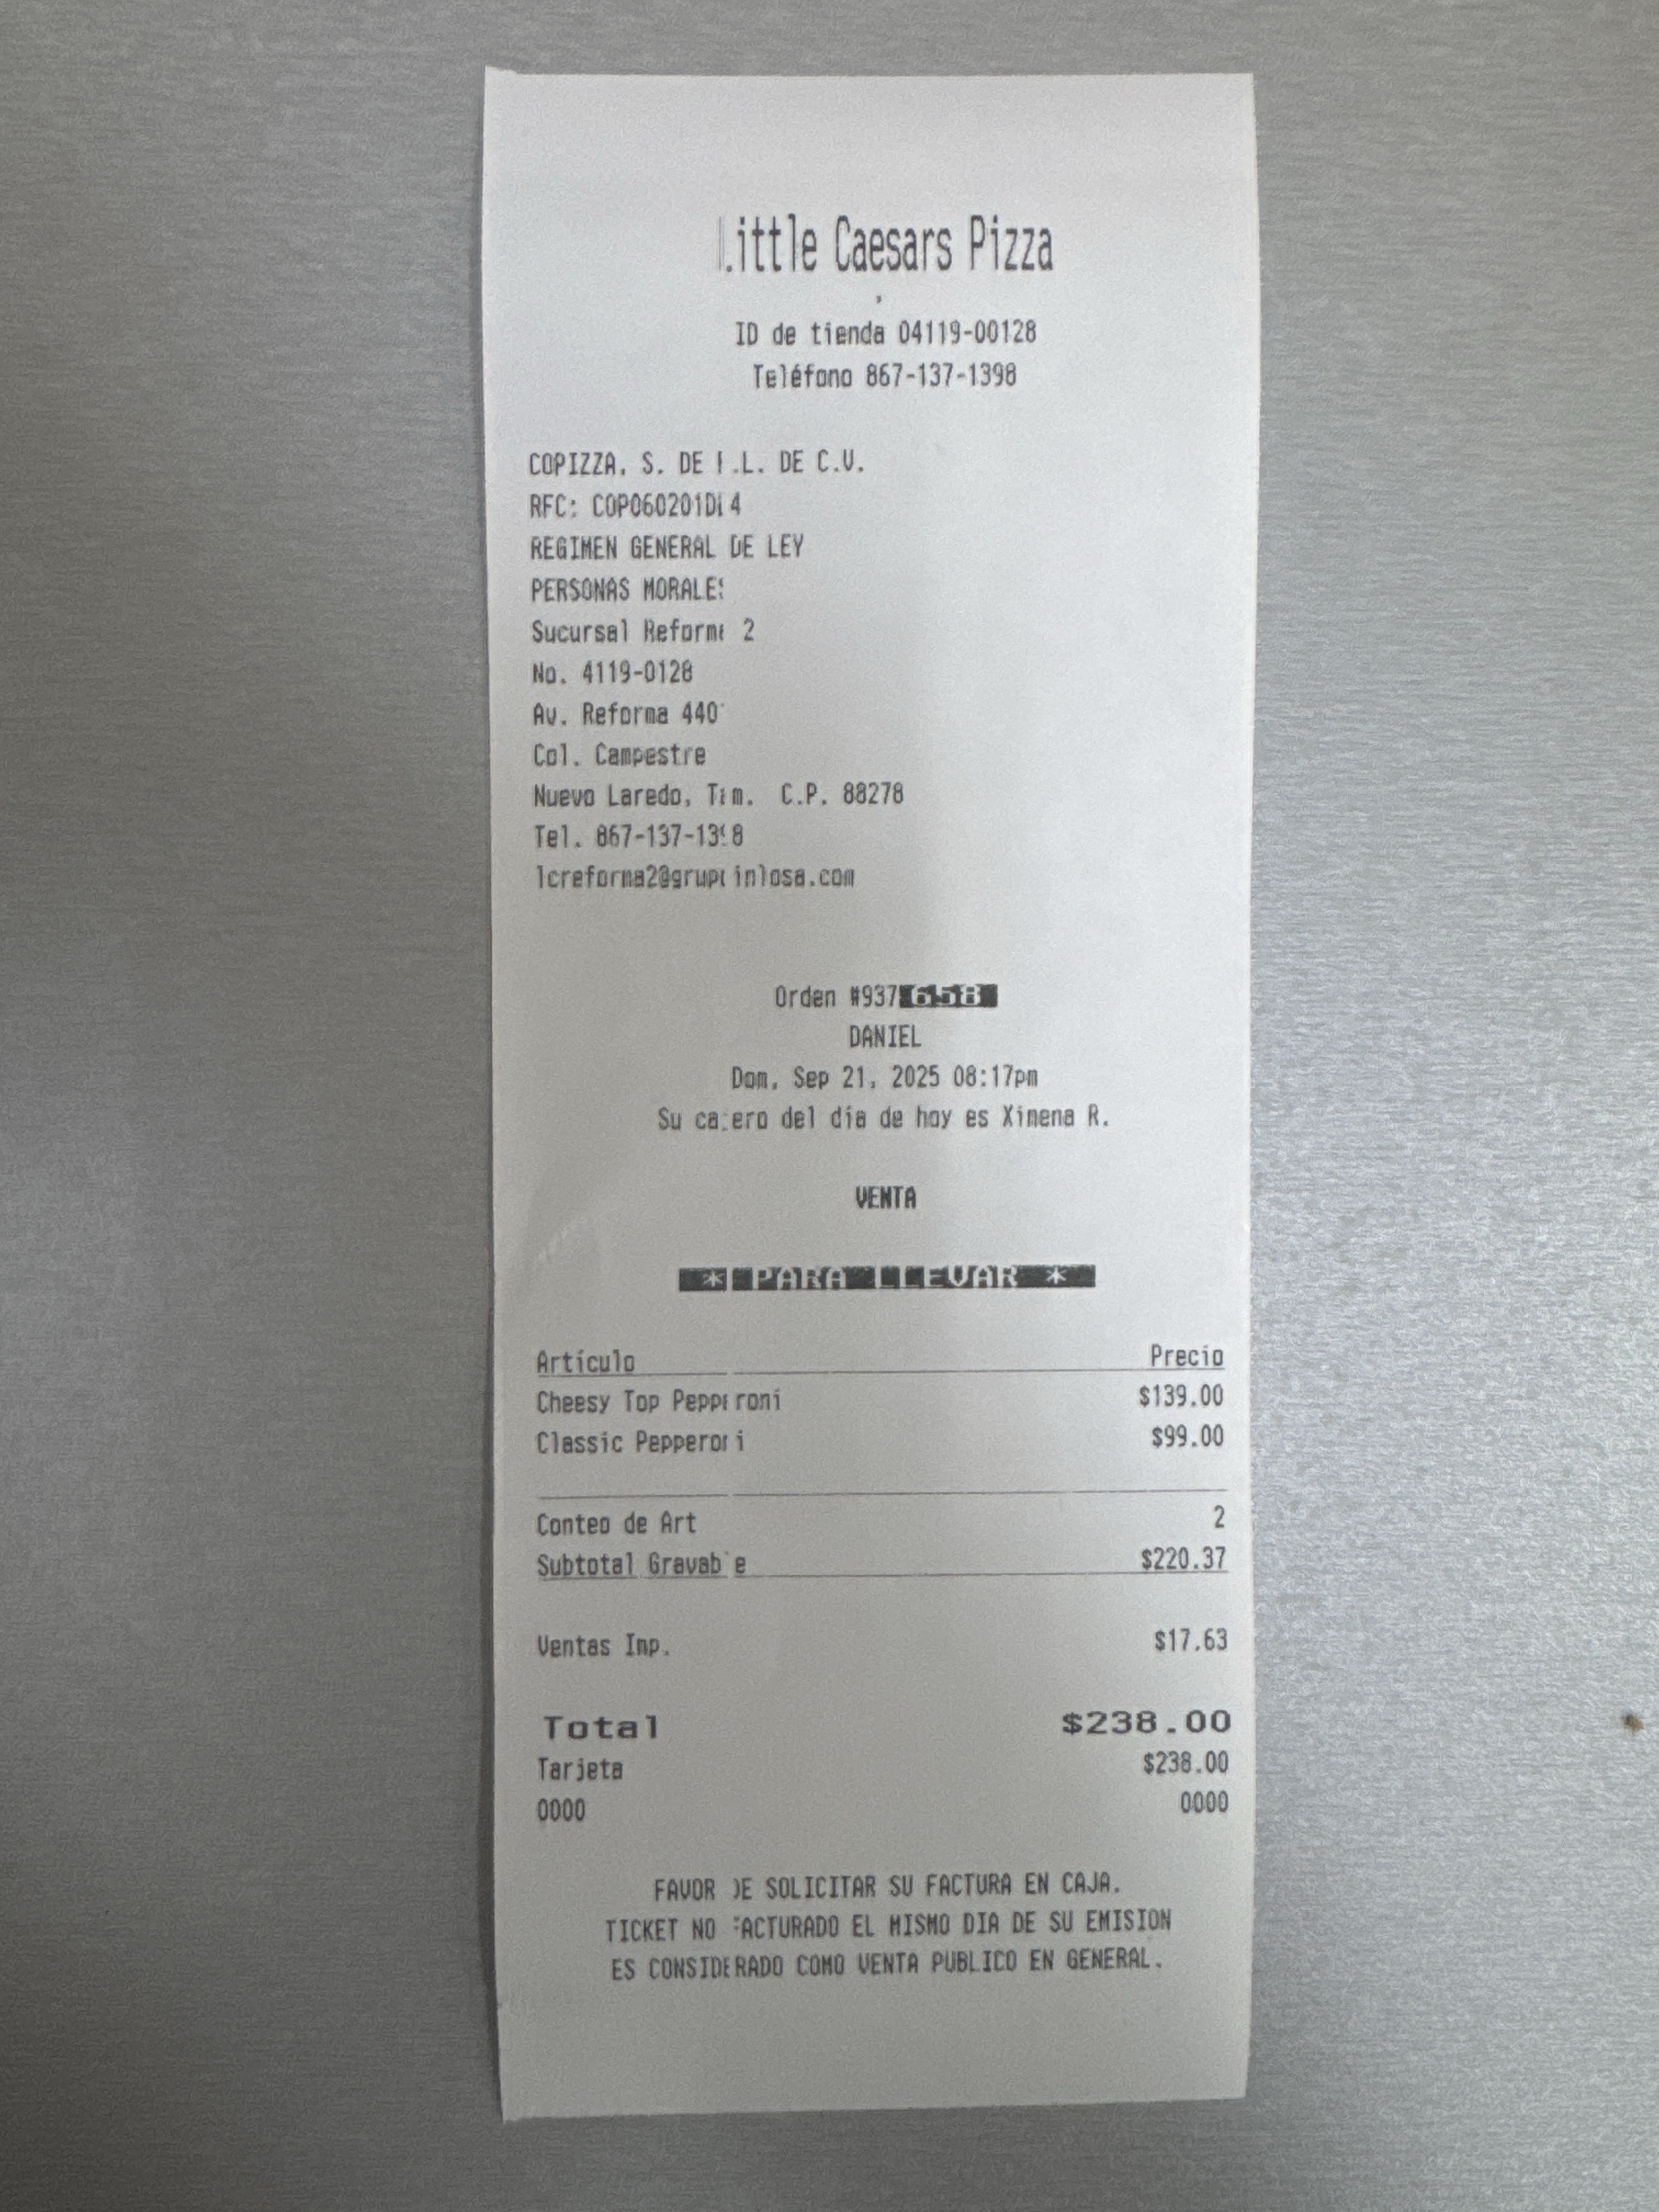 Little Caesars Pizza
,
ID de tienda 04119-00128
Teléfono 867-137-1398
COPIZZA, S. DE R.L. DE C.V.
RFC:
REGIMEN GENERAL DE LEY
PERSONAS MORALES
Sucursal Reforma 2
No. 4119-0128
Av. Reforma
Col. Campestre
Nuevo Laredo, Tam. C.P. 88278
Tel. 867-137-1398
Orden #937658
DANIEL
Dom, Sep 21, 2025 08:17pm
Su cajero del día de hoy es Ximena R.
VENTA
* PARA LLEVAR *
Artículo Precio
Cheesy Top Pepperoni $139.00
Classic Pepperoni $99.00
Conteo de Art 2
Subtotal Gravable $220.37
Ventas Imp. $17.63
Total $238.00
Tarjeta $238.00
0000 0000
FAVOR DE SOLICITAR SU FACTURA EN CAJA.
TICKET NO FACTURADO EL MISMO DIA DE SU EMISION
ES CONSIDERADO COMO VENTA PUBLICO EN GENERAL.